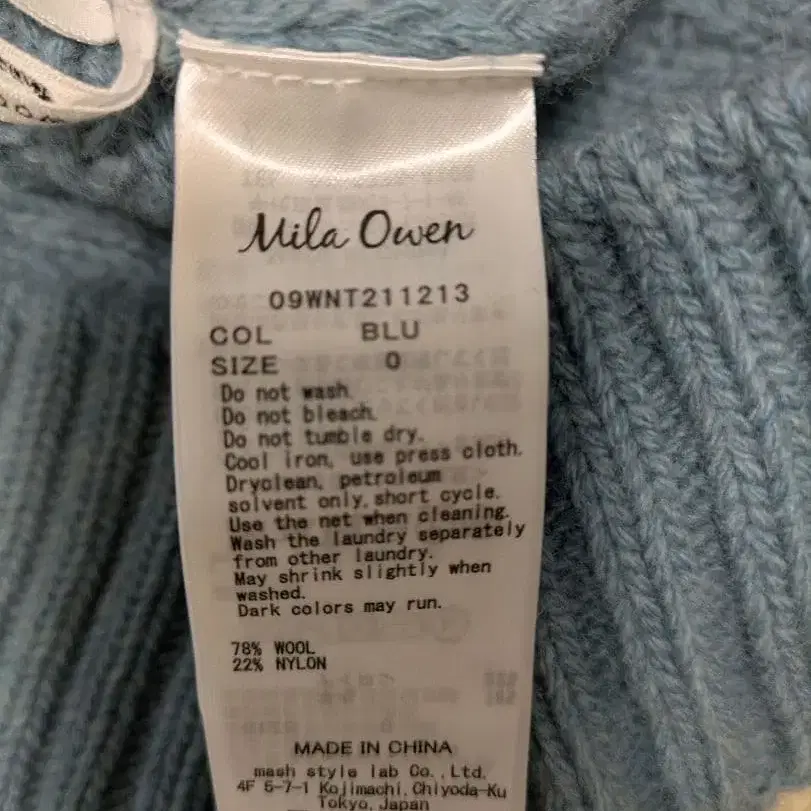 Mila Owen
09WNT211213
COL BLU
SIZE 0
Do not wash.
Do not bleach.
Do not tumble dry.
Cool iron, use press cloth.
Dryclean, petroleum
solvent only, short cycle.
Use the net when cleaning.
Wash the laundry separately
from other laundry.
May shrink slightly when
washed.
Dark colors may run.
78% WOOL
22% NYLON
MADE IN CHINA
mash style lab Co.,Ltd.
4F 5-7-1 Kojimachi, Chiyoda-Ku
Tokyo, Japan